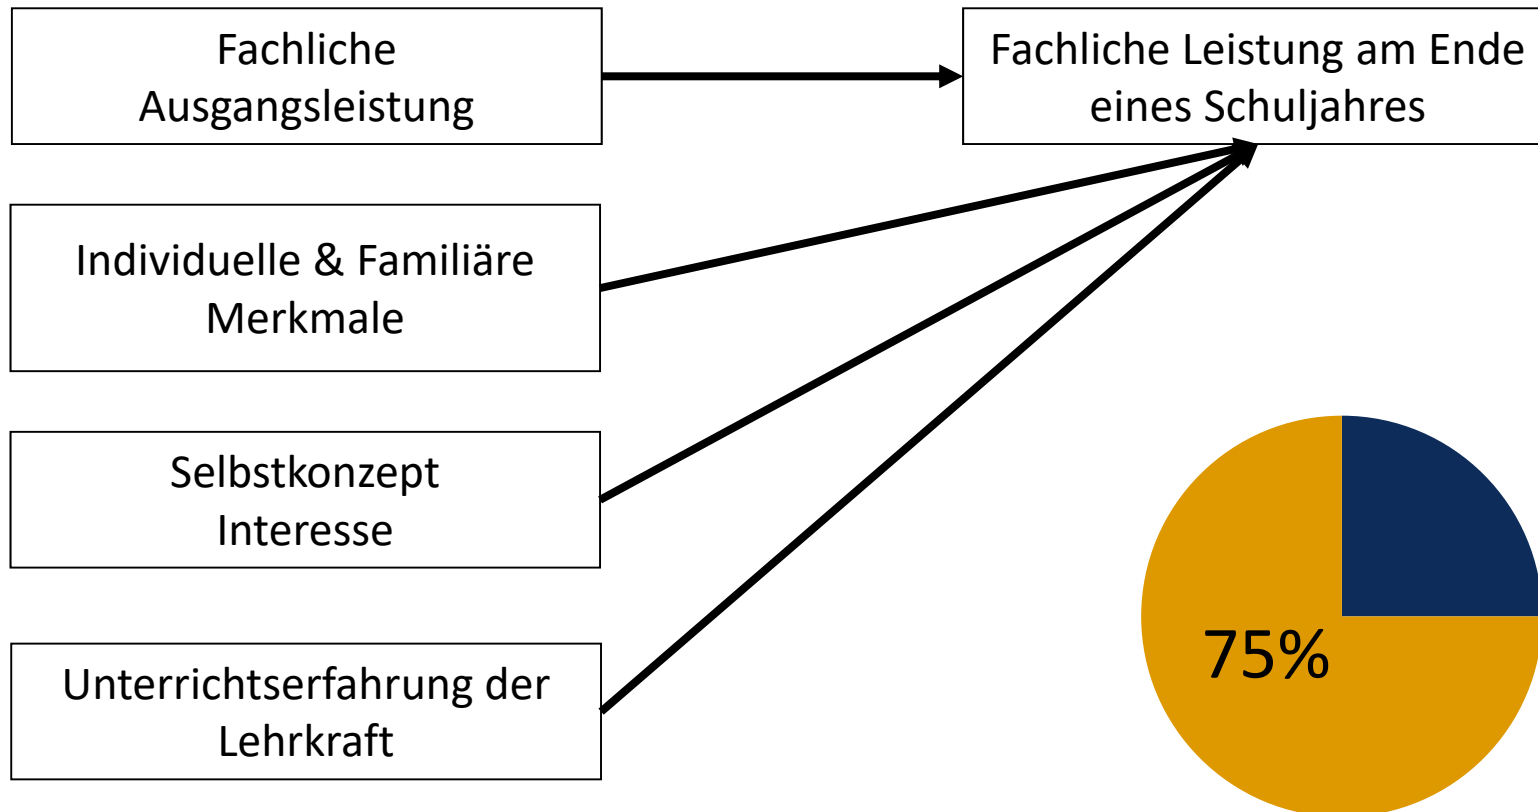 Fachliche
Ausgangsleistung
Fachliche Leistung am Ende
eines Schuljahres
Individuelle & Familiäre
Merkmale
Selbstkonzept
Interesse
Unterrichtserfahrung der
Lehrkraft
75%